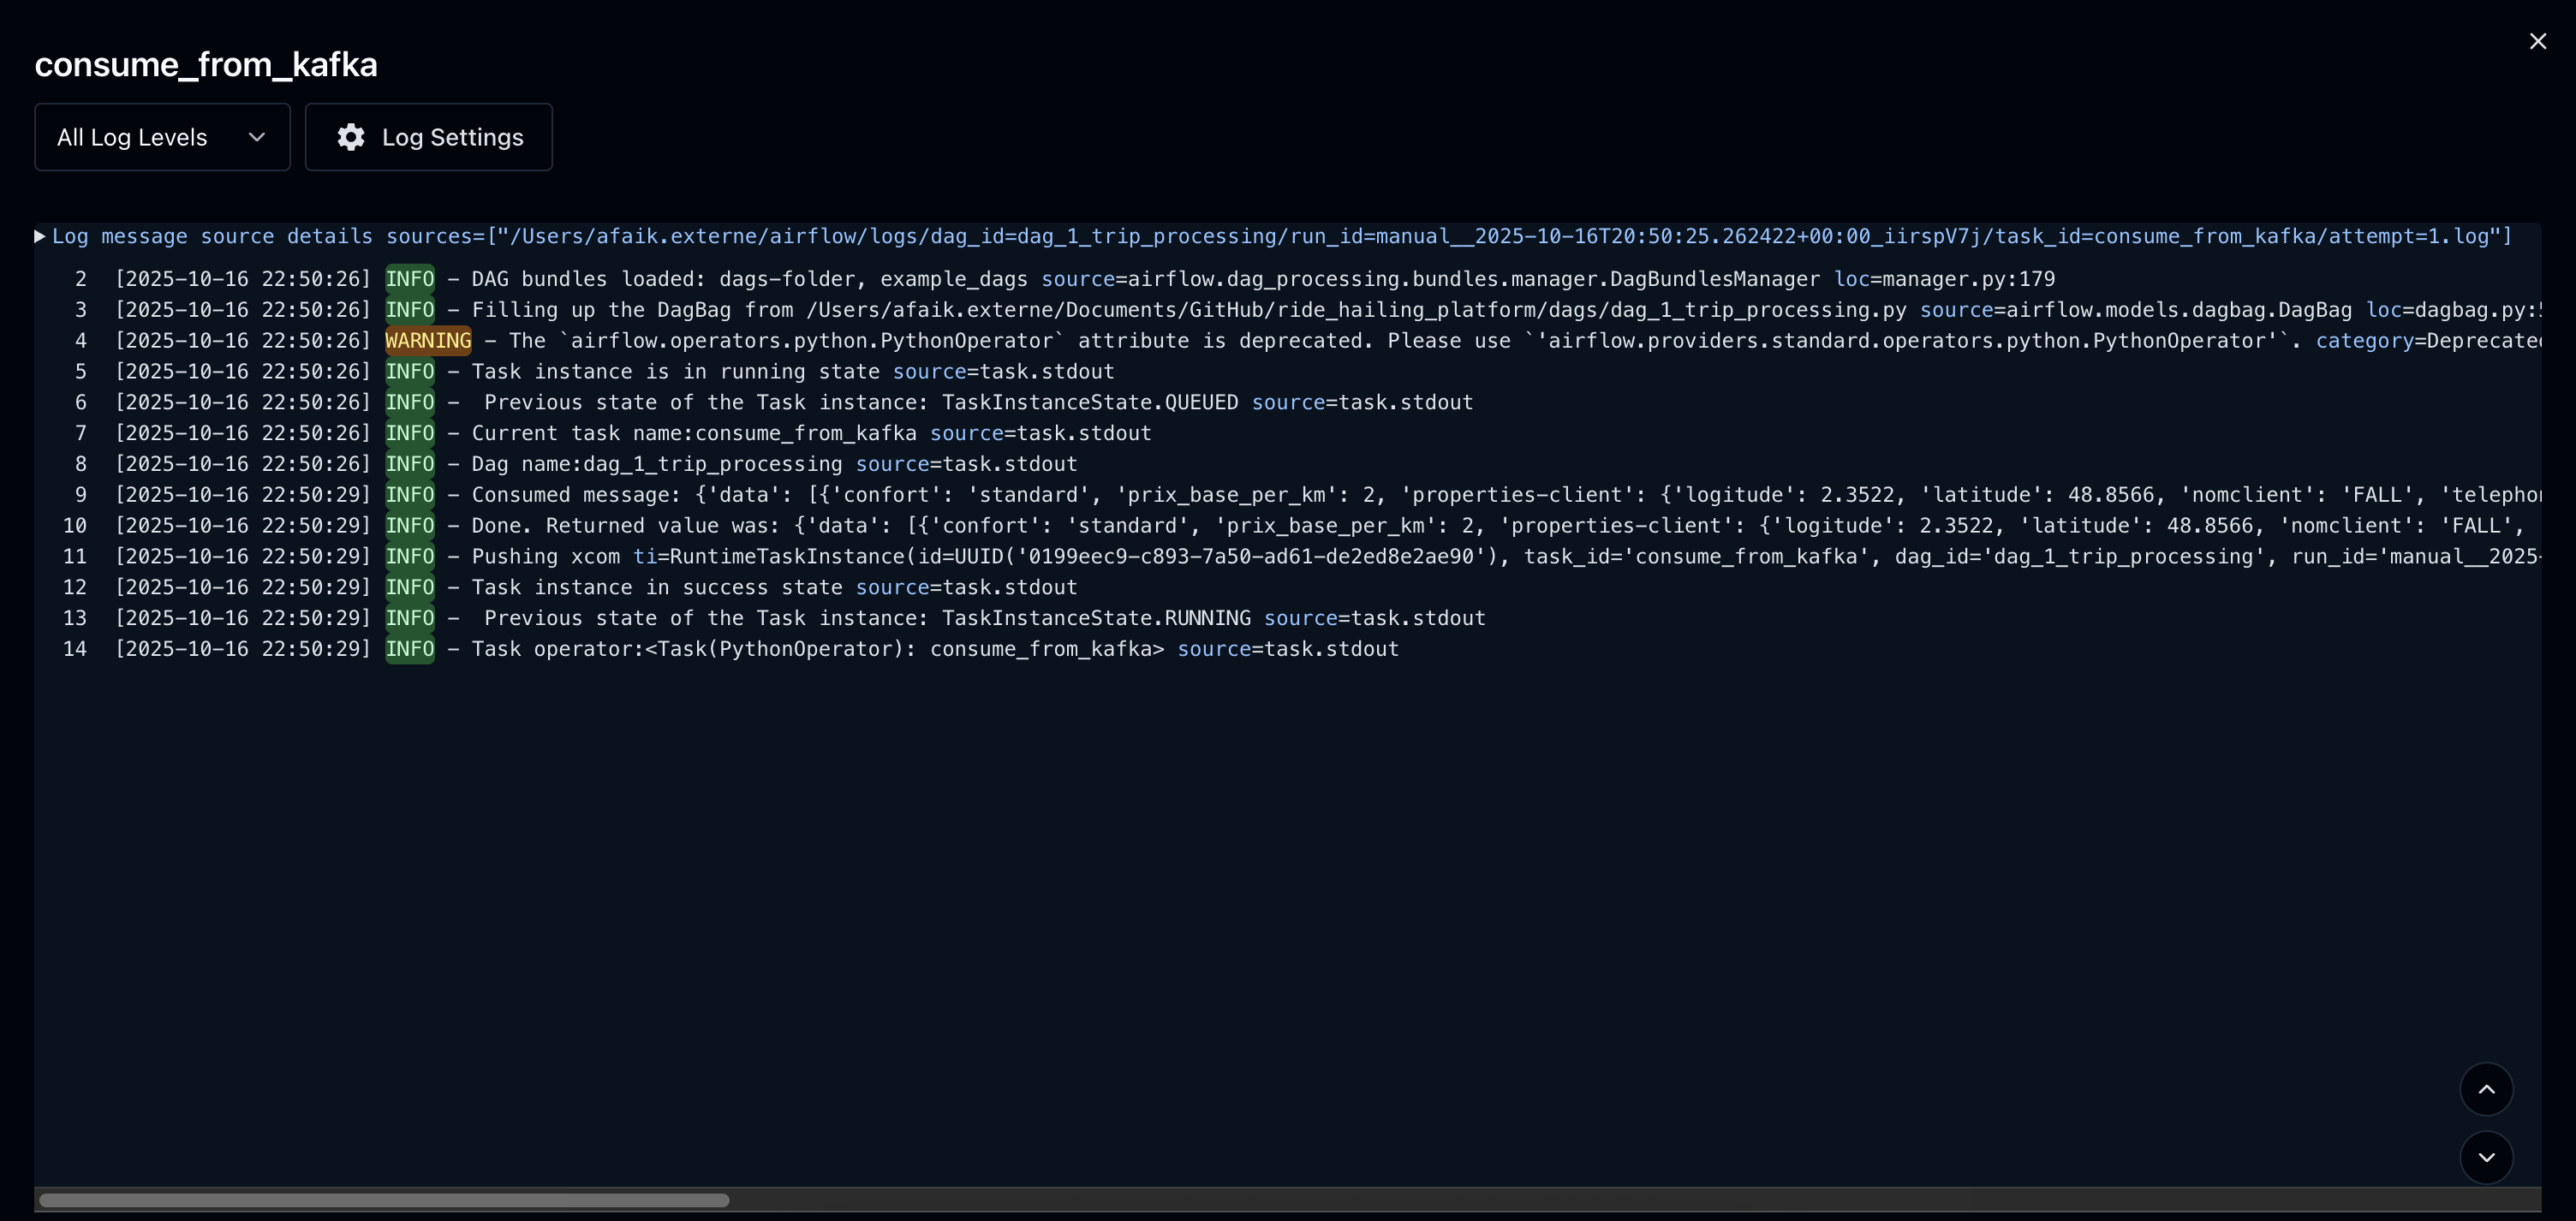 consume_from_kafka
All Log Levels
Log Settings
Log message source details sources=["/Users/afaik.externe/airflow/logs/dag_id=dag_1_trip_processing/run_id=manual__2025-10-16T20:50:25.262422+00:00_iirspV7j/task_id=consume_from_kafka/attempt=1.log"]
2 [2025-10-16 22:50:26] INFO - DAG bundles loaded: dags-folder, example_dags source=airflow.dag_processing.bundles.manager.DagBundlesManager loc=manager.py:179
3 [2025-10-16 22:50:26] INFO - Filling up the DagBag from /Users/afaik.externe/Documents/GitHub/ride_hailing_platform/dags/dag_1_trip_processing.py source=airflow.models.dagbag.DagBag loc=dagbag.py:5
4 [2025-10-16 22:50:26] WARNING - The `airflow.operators.python.PythonOperator` attribute is deprecated. Please use `'airflow.providers.standard.operators.python.PythonOperator'`. category=Deprecated
5 [2025-10-16 22:50:26] INFO - Task instance is in running state source=task.stdout
6 [2025-10-16 22:50:26] INFO -  Previous state of the Task instance: TaskInstanceState.QUEUED source=task.stdout
7 [2025-10-16 22:50:26] INFO - Current task name:consume_from_kafka source=task.stdout
8 [2025-10-16 22:50:26] INFO - Dag name:dag_1_trip_processing source=task.stdout
9 [2025-10-16 22:50:29] INFO - Consumed message: {'data': [{'confort': 'standard', 'prix_base_per_km': 2, 'properties-client': {'logitude': 2.3522, 'latitude': 48.8566, 'nomclient': 'FALL', 'telephon
10 [2025-10-16 22:50:29] INFO - Done. Returned value was: {'data': [{'confort': 'standard', 'prix_base_per_km': 2, 'properties-client': {'logitude': 2.3522, 'latitude': 48.8566, 'nomclient': 'FALL',
11 [2025-10-16 22:50:29] INFO - Pushing xcom ti=RuntimeTaskInstance(id=UUID('0199eec9-c893-7a50-ad61-de2ed8e2ae90'), task_id='consume_from_kafka', dag_id='dag_1_trip_processing', run_id='manual__2025-
12 [2025-10-16 22:50:29] INFO - Task instance in success state source=task.stdout
13 [2025-10-16 22:50:29] INFO -  Previous state of the Task instance: TaskInstanceState.RUNNING source=task.stdout
14 [2025-10-16 22:50:29] INFO - Task operator:<Task(PythonOperator): consume_from_kafka> source=task.stdout